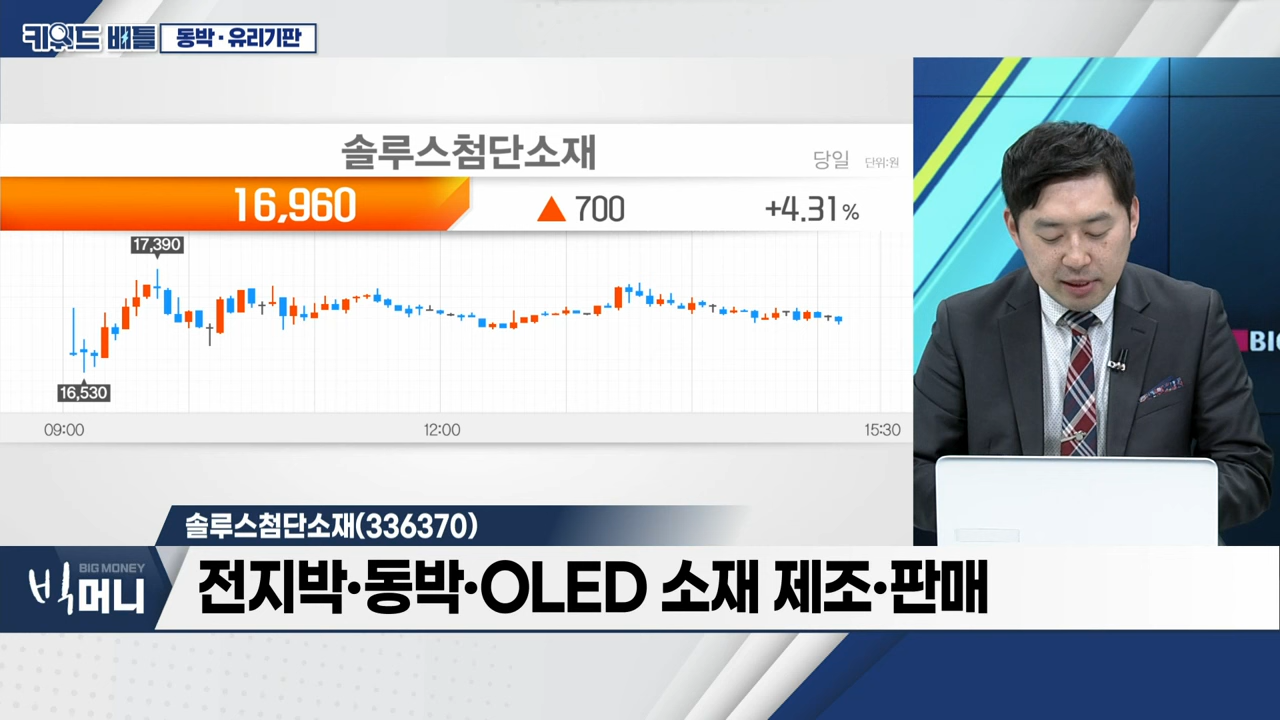 키워드 배틀 동박·유리기판
솔루스첨단소재
당일 단위:원
16,960 ▲ 700 +4.31%
17,390
16,530
09:00 12:00 15:30
BIG
솔루스첨단소재(336370)
BIG MONEY
빅머니
전지박·동박·OLED 소재 제조·판매